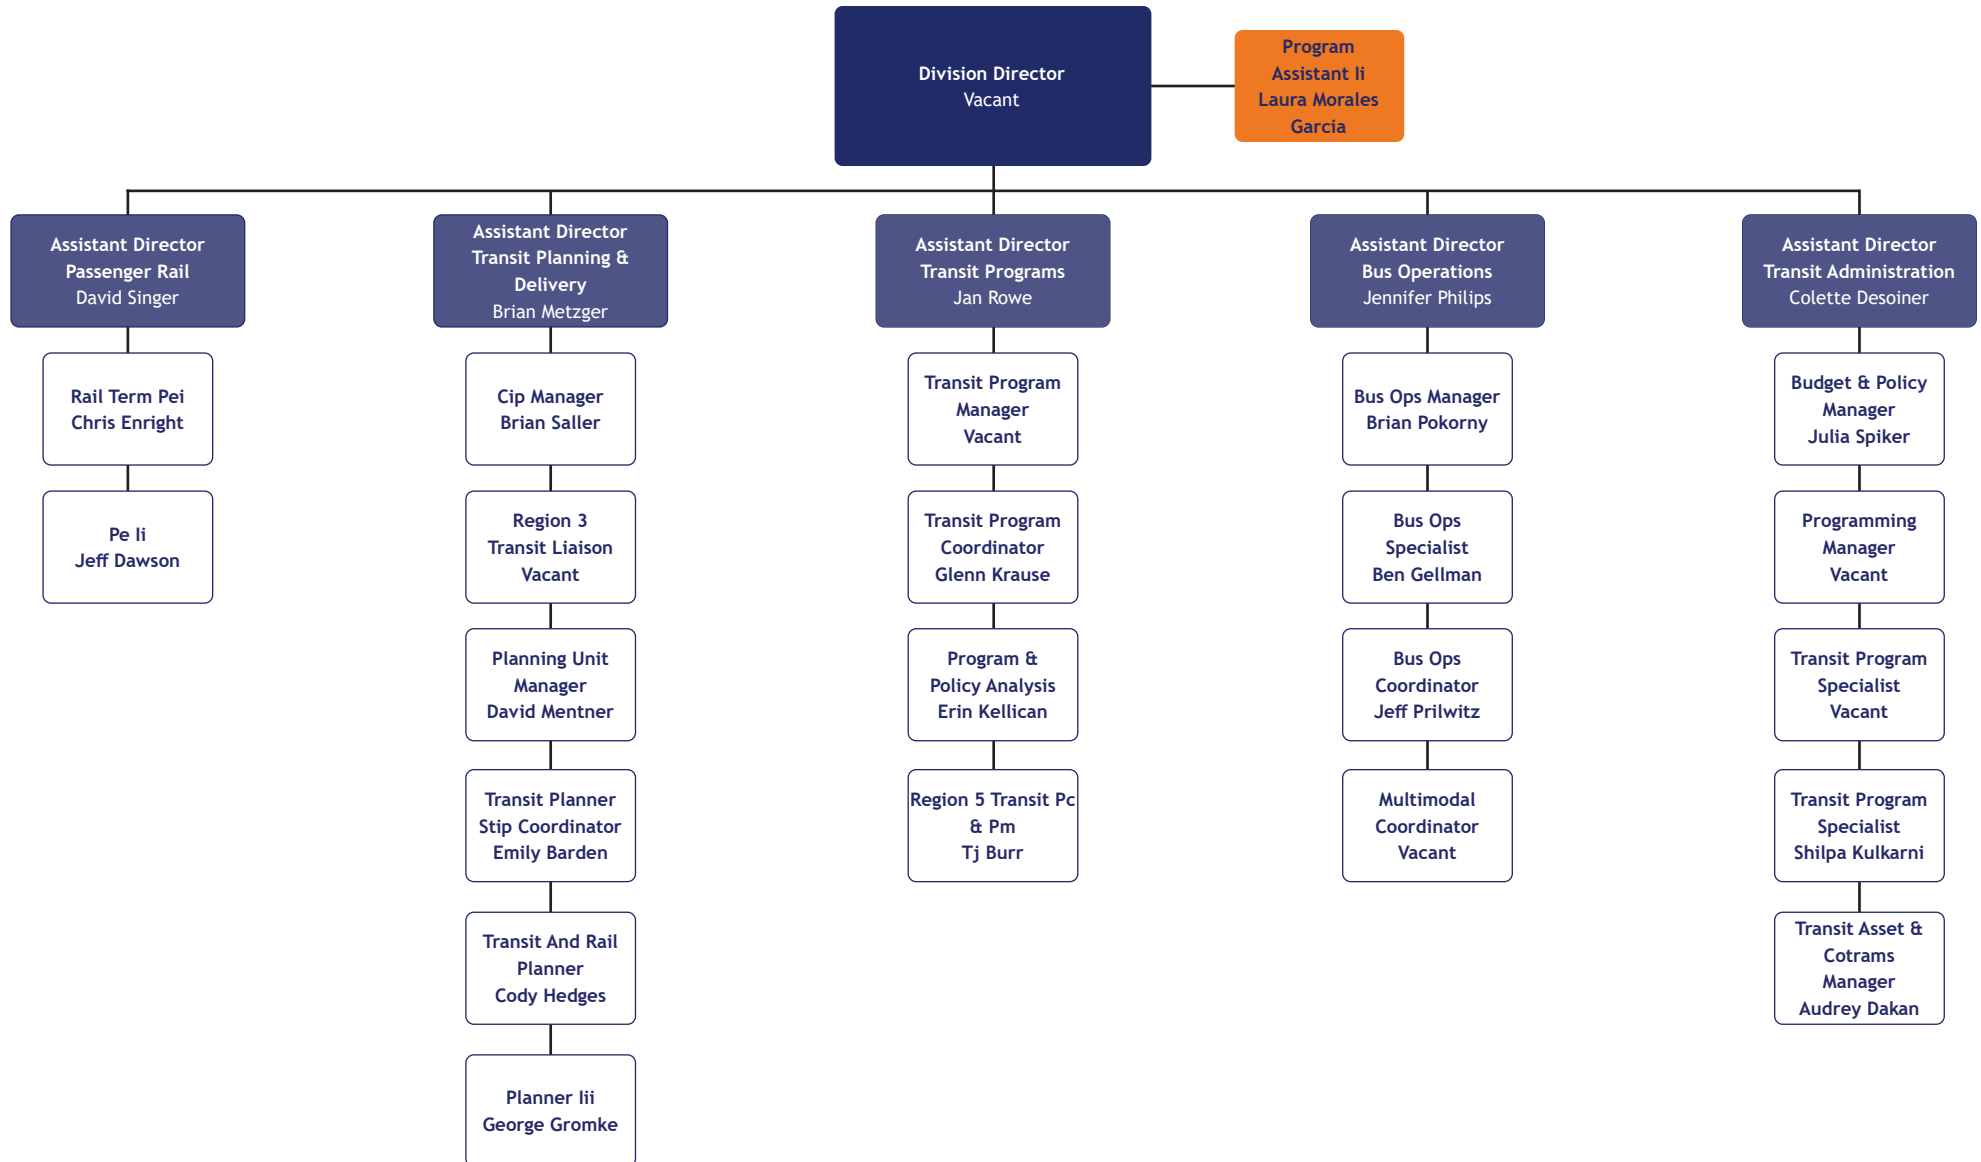 Division Director
Vacant
Program
Assistant Ii
Laura Morales
Garcia
Assistant Director
Passenger Rail
David Singer
Assistant Director
Transit Planning &
Delivery
Brian Metzger
Assistant Director
Transit Programs
Jan Rowe
Assistant Director
Bus Operations
Jennifer Philips
Assistant Director
Transit Administration
Colette Desoiner
Rail Term Pei
Chris Enright
Cip Manager
Brian Saller
Transit Program
Manager
Vacant
Bus Ops Manager
Brian Pokorny
Budget & Policy
Manager
Julia Spiker
Pe Ii
Jeff Dawson
Region 3
Transit Liaison
Vacant
Transit Program
Coordinator
Glenn Krause
Bus Ops
Specialist
Ben Gellman
Programming
Manager
Vacant
Planning Unit
Manager
David Mentner
Program &
Policy Analysis
Erin Kellican
Bus Ops
Coordinator
Jeff Prilwitz
Transit Program
Specialist
Vacant
Transit Planner
Stip Coordinator
Emily Barden
Region 5 Transit Pc
& Pm
Tj Burr
Multimodal
Coordinator
Vacant
Transit Program
Specialist
Shilpa Kulkarni
Transit And Rail
Planner
Cody Hedges
Transit Asset &
Cotrams
Manager
Audrey Dakan
Planner Iii
George Gromke